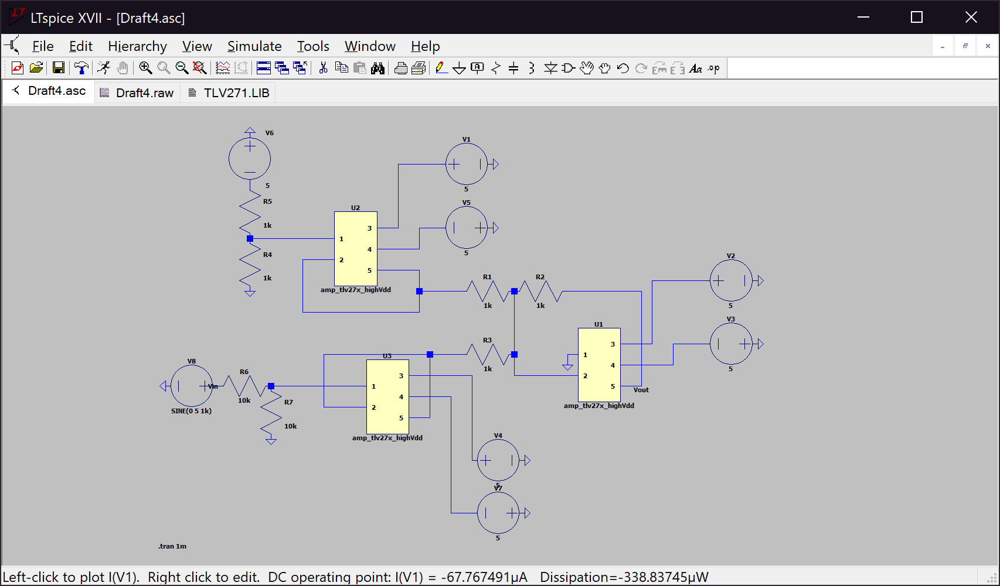 LTspice XVII - [Draft4.asc]
File Edit Hierarchy View Simulate Tools Window Help
Draft4.asc Draft4.raw TLV271.LIB
V6
5
R5
1k
R4
1k
V1
5
V5
5
U2
1
2
3
4
5
amp_tlv27x_highVdd
R1
1k
R2
1k
V2
5
V3
5
R3
1k
U1
1
2
3
4
5
Vout
amp_tlv27x_highVdd
V8
Vin
SINE(0 5 1k)
R6
10k
R7
10k
U3
1
2
3
4
5
amp_tlv27x_highVdd
V4
5
V7
5
.tran 1m
Left-click to plot I(V1). Right click to edit. DC operating point: I(V1) = -67.767491µA Dissipation=-338.83745µW